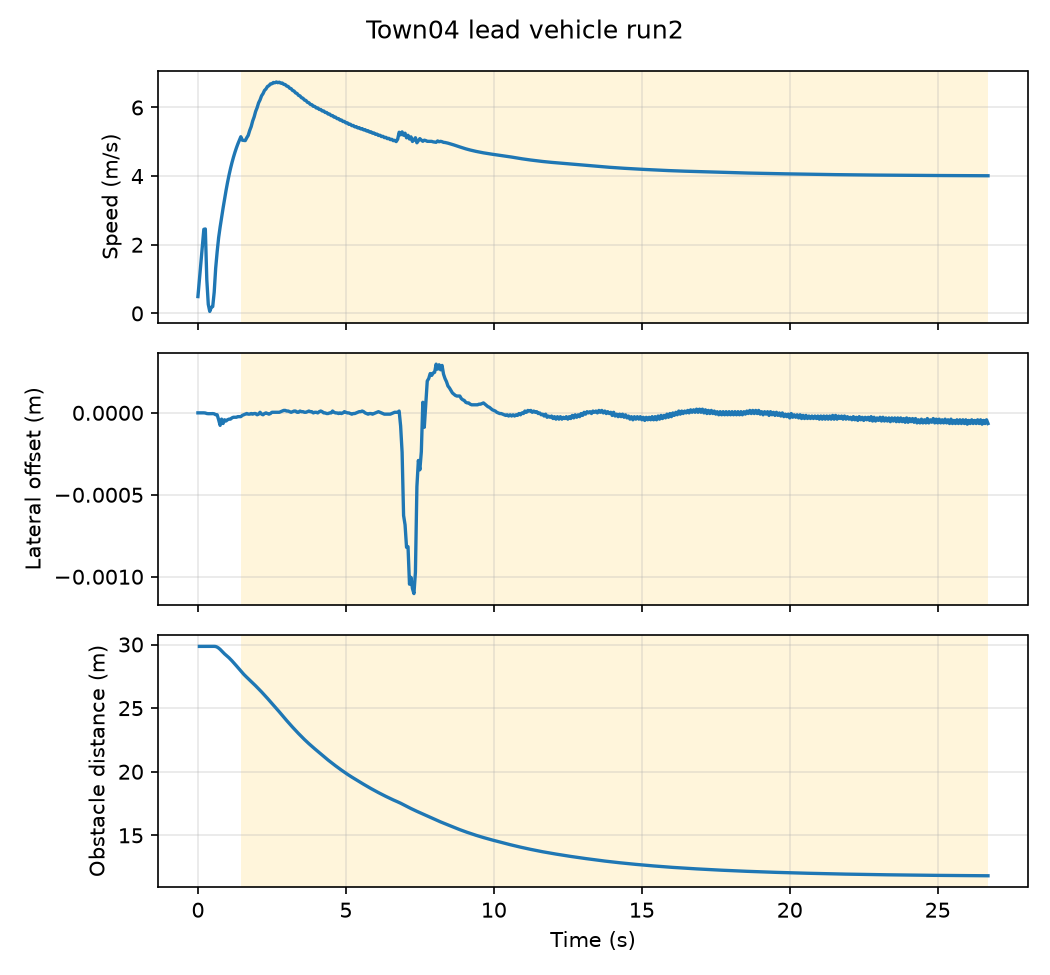 Town04 lead vehicle run2
6
4
2
0
Speed (m/s)
0.0000
−0.0005
−0.0010
Lateral offset (m)
30
25
20
15
Obstacle distance (m)
0 5 10 15 20 25
Time (s)